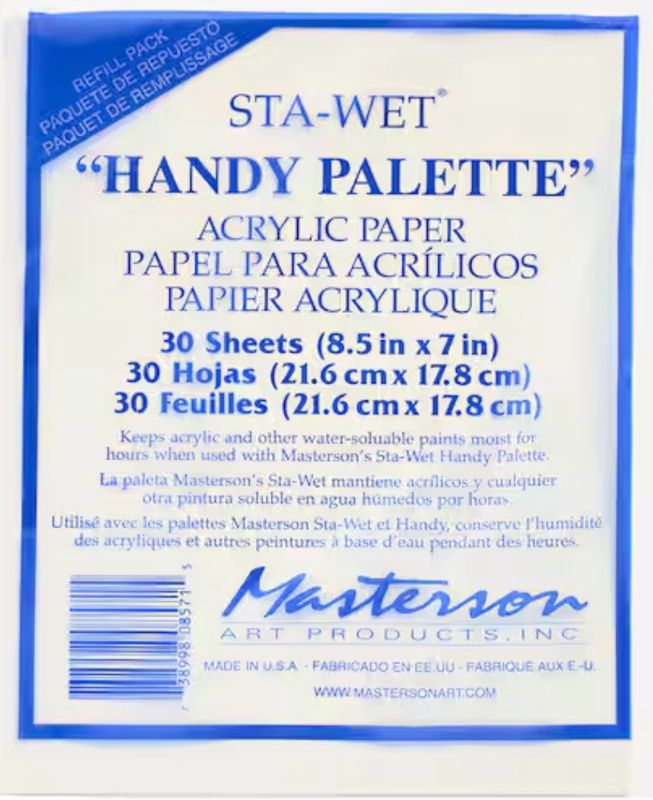 REFILL PACK
PAQUETE DE REPUESTO
PAQUET DE REMPLISSAGE
STA-WET®
“HANDY PALETTE”
ACRYLIC PAPER
PAPEL PARA ACRÍLICOS
PAPIER ACRYLIQUE
30 Sheets (8.5 in x 7 in)
30 Hojas (21.6 cm x 17.8 cm)
30 Feuilles (21.6 cm x 17.8 cm)
Keeps acrylic and other water-soluable paints moist for
hours when used with Masterson's Sta-Wet Handy Palette.
La paleta Masterson's Sta-Wet mantiene acrílicos y cualquier
otra pintura soluble en agua húmedos por horas
Utilisé avec les palettes Masterson Sta-Wet et Handy, conserve l'humidité
des acryliques et autres peintures à base d'eau pendant des heures.
7 38998 08571 5
Masterson
ART PRODUCTS, INC
MADE IN U.S.A · FABRICADO EN EE.UU · FABRIQUÉ AUX E.-U.
WWW.MASTERSONART.COM